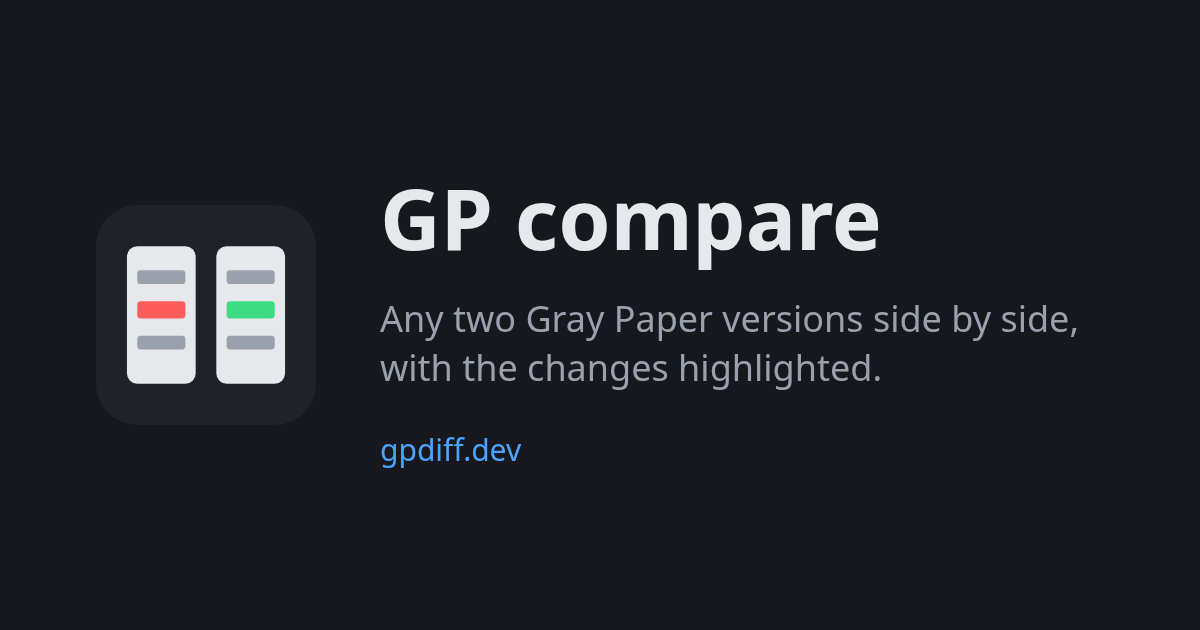 GP compare
Any two Gray Paper versions side by side,
with the changes highlighted.
gpdiff.dev